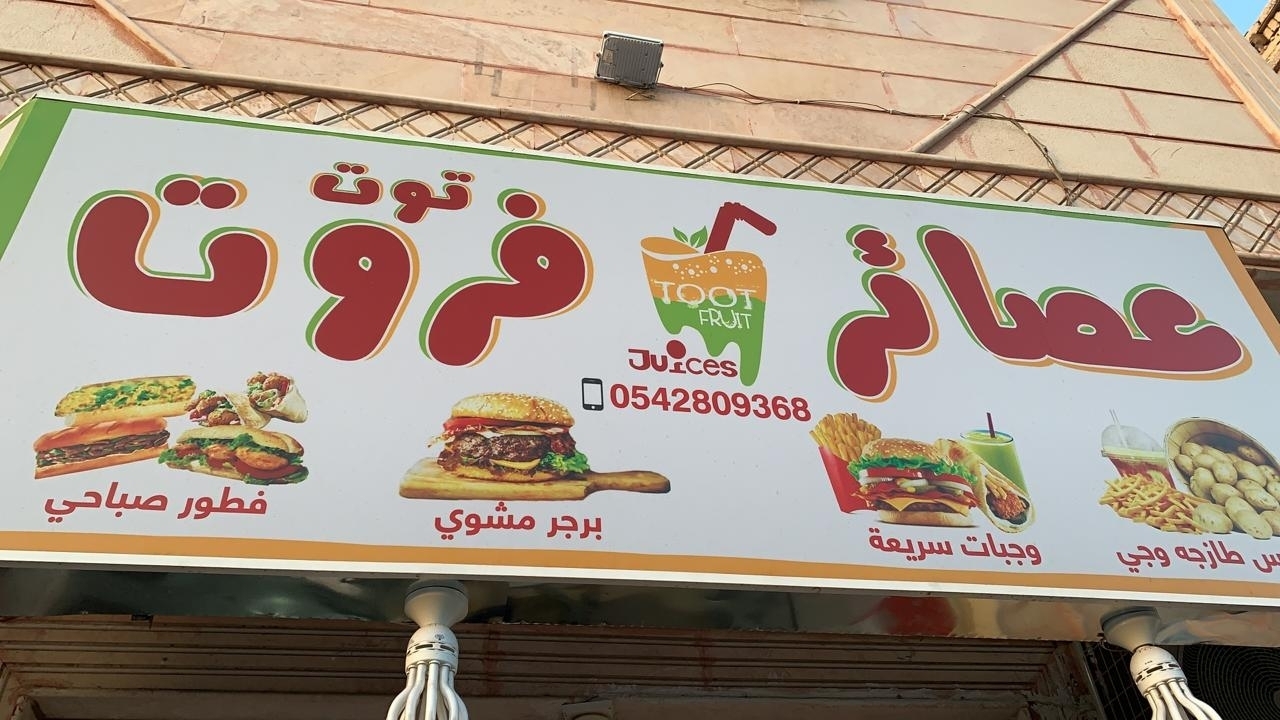 عصائر توت فروت
TOOT
FRUIT
Juices
0542809368
طازجه وجي
وجبات سريعة
برجر مشوي
فطور صباحي